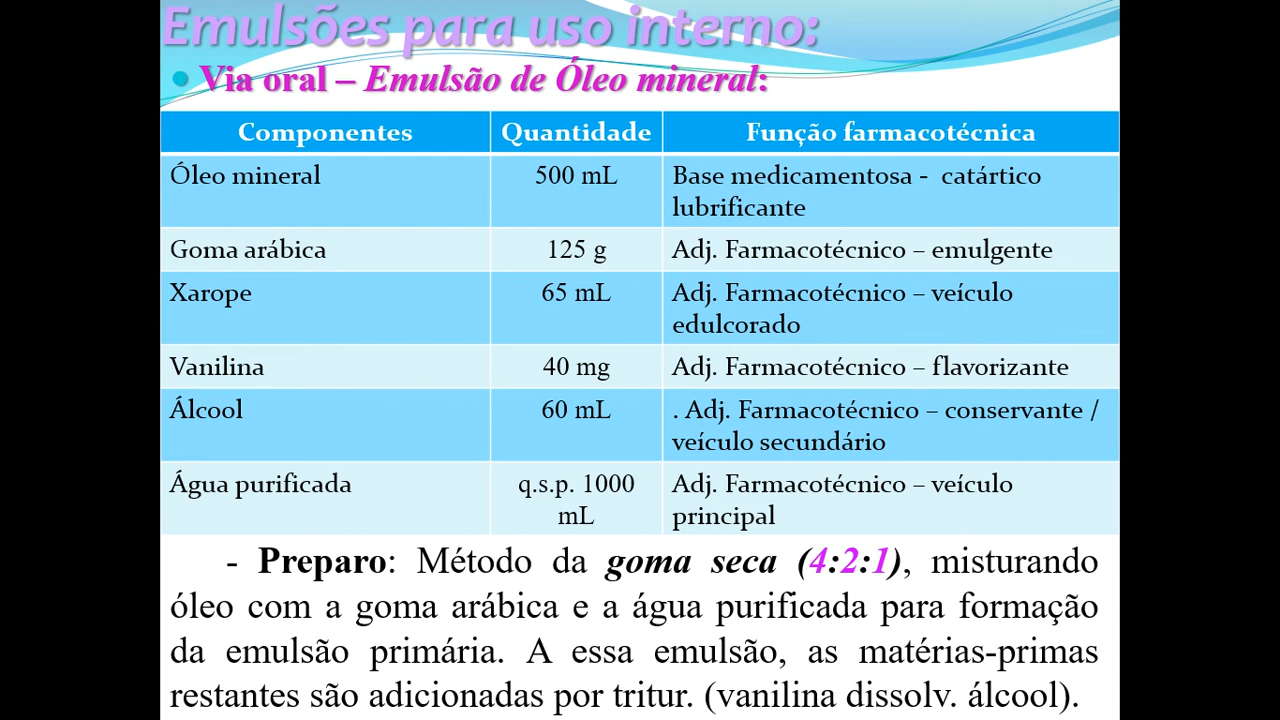 Emulsões para uso interno:
• Via oral – Emulsão de Óleo mineral:
Componentes Quantidade Função farmacotécnica
Óleo mineral 500 mL Base medicamentosa - catártico
lubrificante
Goma arábica 125 g Adj. Farmacotécnico – emulgente
Xarope 65 mL Adj. Farmacotécnico – veículo
edulcorado
Vanilina 40 mg Adj. Farmacotécnico – flavorizante
Álcool 60 mL . Adj. Farmacotécnico – conservante /
veículo secundário
Água purificada q.s.p. 1000 Adj. Farmacotécnico – veículo
mL principal
- Preparo: Método da goma seca (4:2:1), misturando
óleo com a goma arábica e a água purificada para formação
da emulsão primária. A essa emulsão, as matérias-primas
restantes são adicionadas por tritur. (vanilina dissolv. álcool).